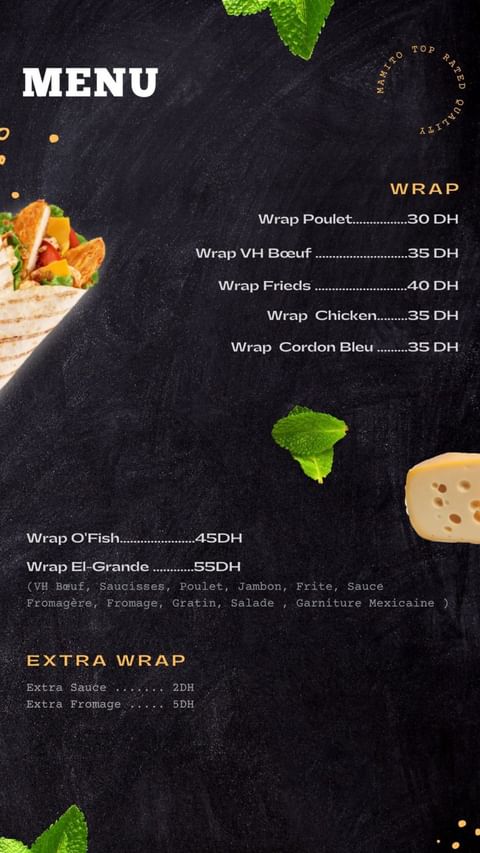 MENU
MAMITO TOP RATED QUALITY
WRAP
Wrap Poulet................30 DH
Wrap VH Bœuf ...........................35 DH
Wrap Frieds ...........................40 DH
Wrap  Chicken.........35 DH
Wrap  Cordon Bleu .........35 DH
Wrap O'Fish......................45DH
Wrap El-Grande ............55DH
(VH Bœuf, Saucisses, Poulet, Jambon, Frite, Sauce
Fromagère, Fromage, Gratin, Salade , Garniture Mexicaine )
EXTRA WRAP
Extra Sauce ....... 2DH
Extra Fromage ..... 5DH